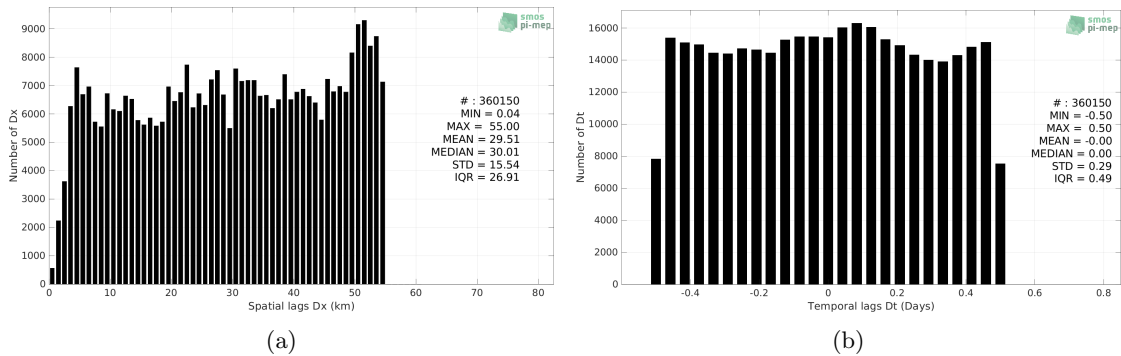 smos
pi-mep
9000
8000
7000
6000
5000
4000
3000
2000
1000
0
Number of Dx
# : 360150
MIN = 0.04
MAX = 55.00
MEAN = 29.51
MEDIAN = 30.01
STD = 15.54
IQR = 26.91
0 10 20 30 40 50 60 70 80
Spatial lags Dx (km)
(a)
smos
pi-mep
16000
14000
12000
10000
8000
6000
4000
2000
0
Number of Dt
# : 360150
MIN = -0.50
MAX = 0.50
MEAN = -0.00
MEDIAN = 0.00
STD = 0.29
IQR = 0.49
-0.4 -0.2 0 0.2 0.4 0.6 0.8
Temporal lags Dt (Days)
(b)